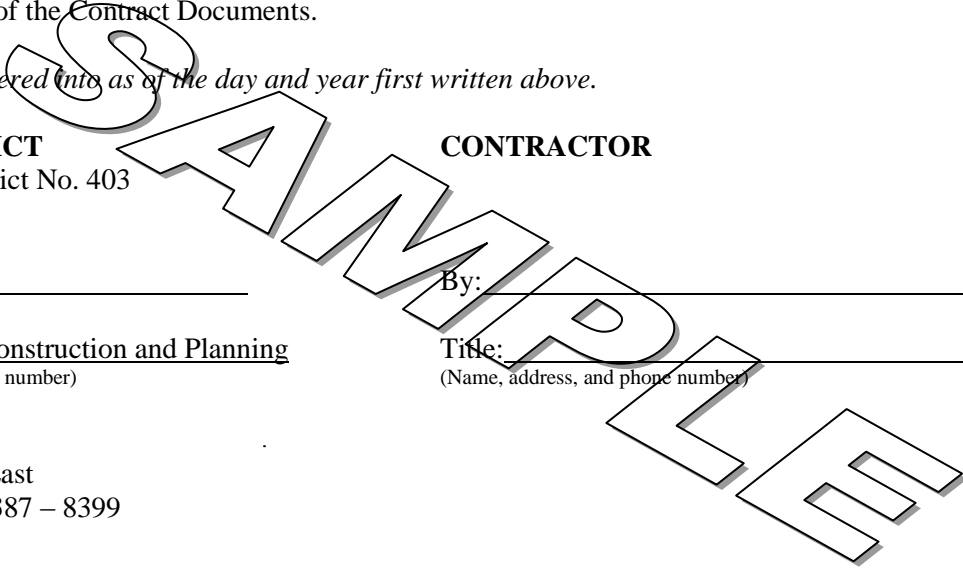 of the Contract Documents.
ered into as of the day and year first written above.
ICT CONTRACTOR
ict No. 403
By:
onstruction and Planning Title:
number) (Name, address, and phone number)
ast
387 – 8399
SAMPLE